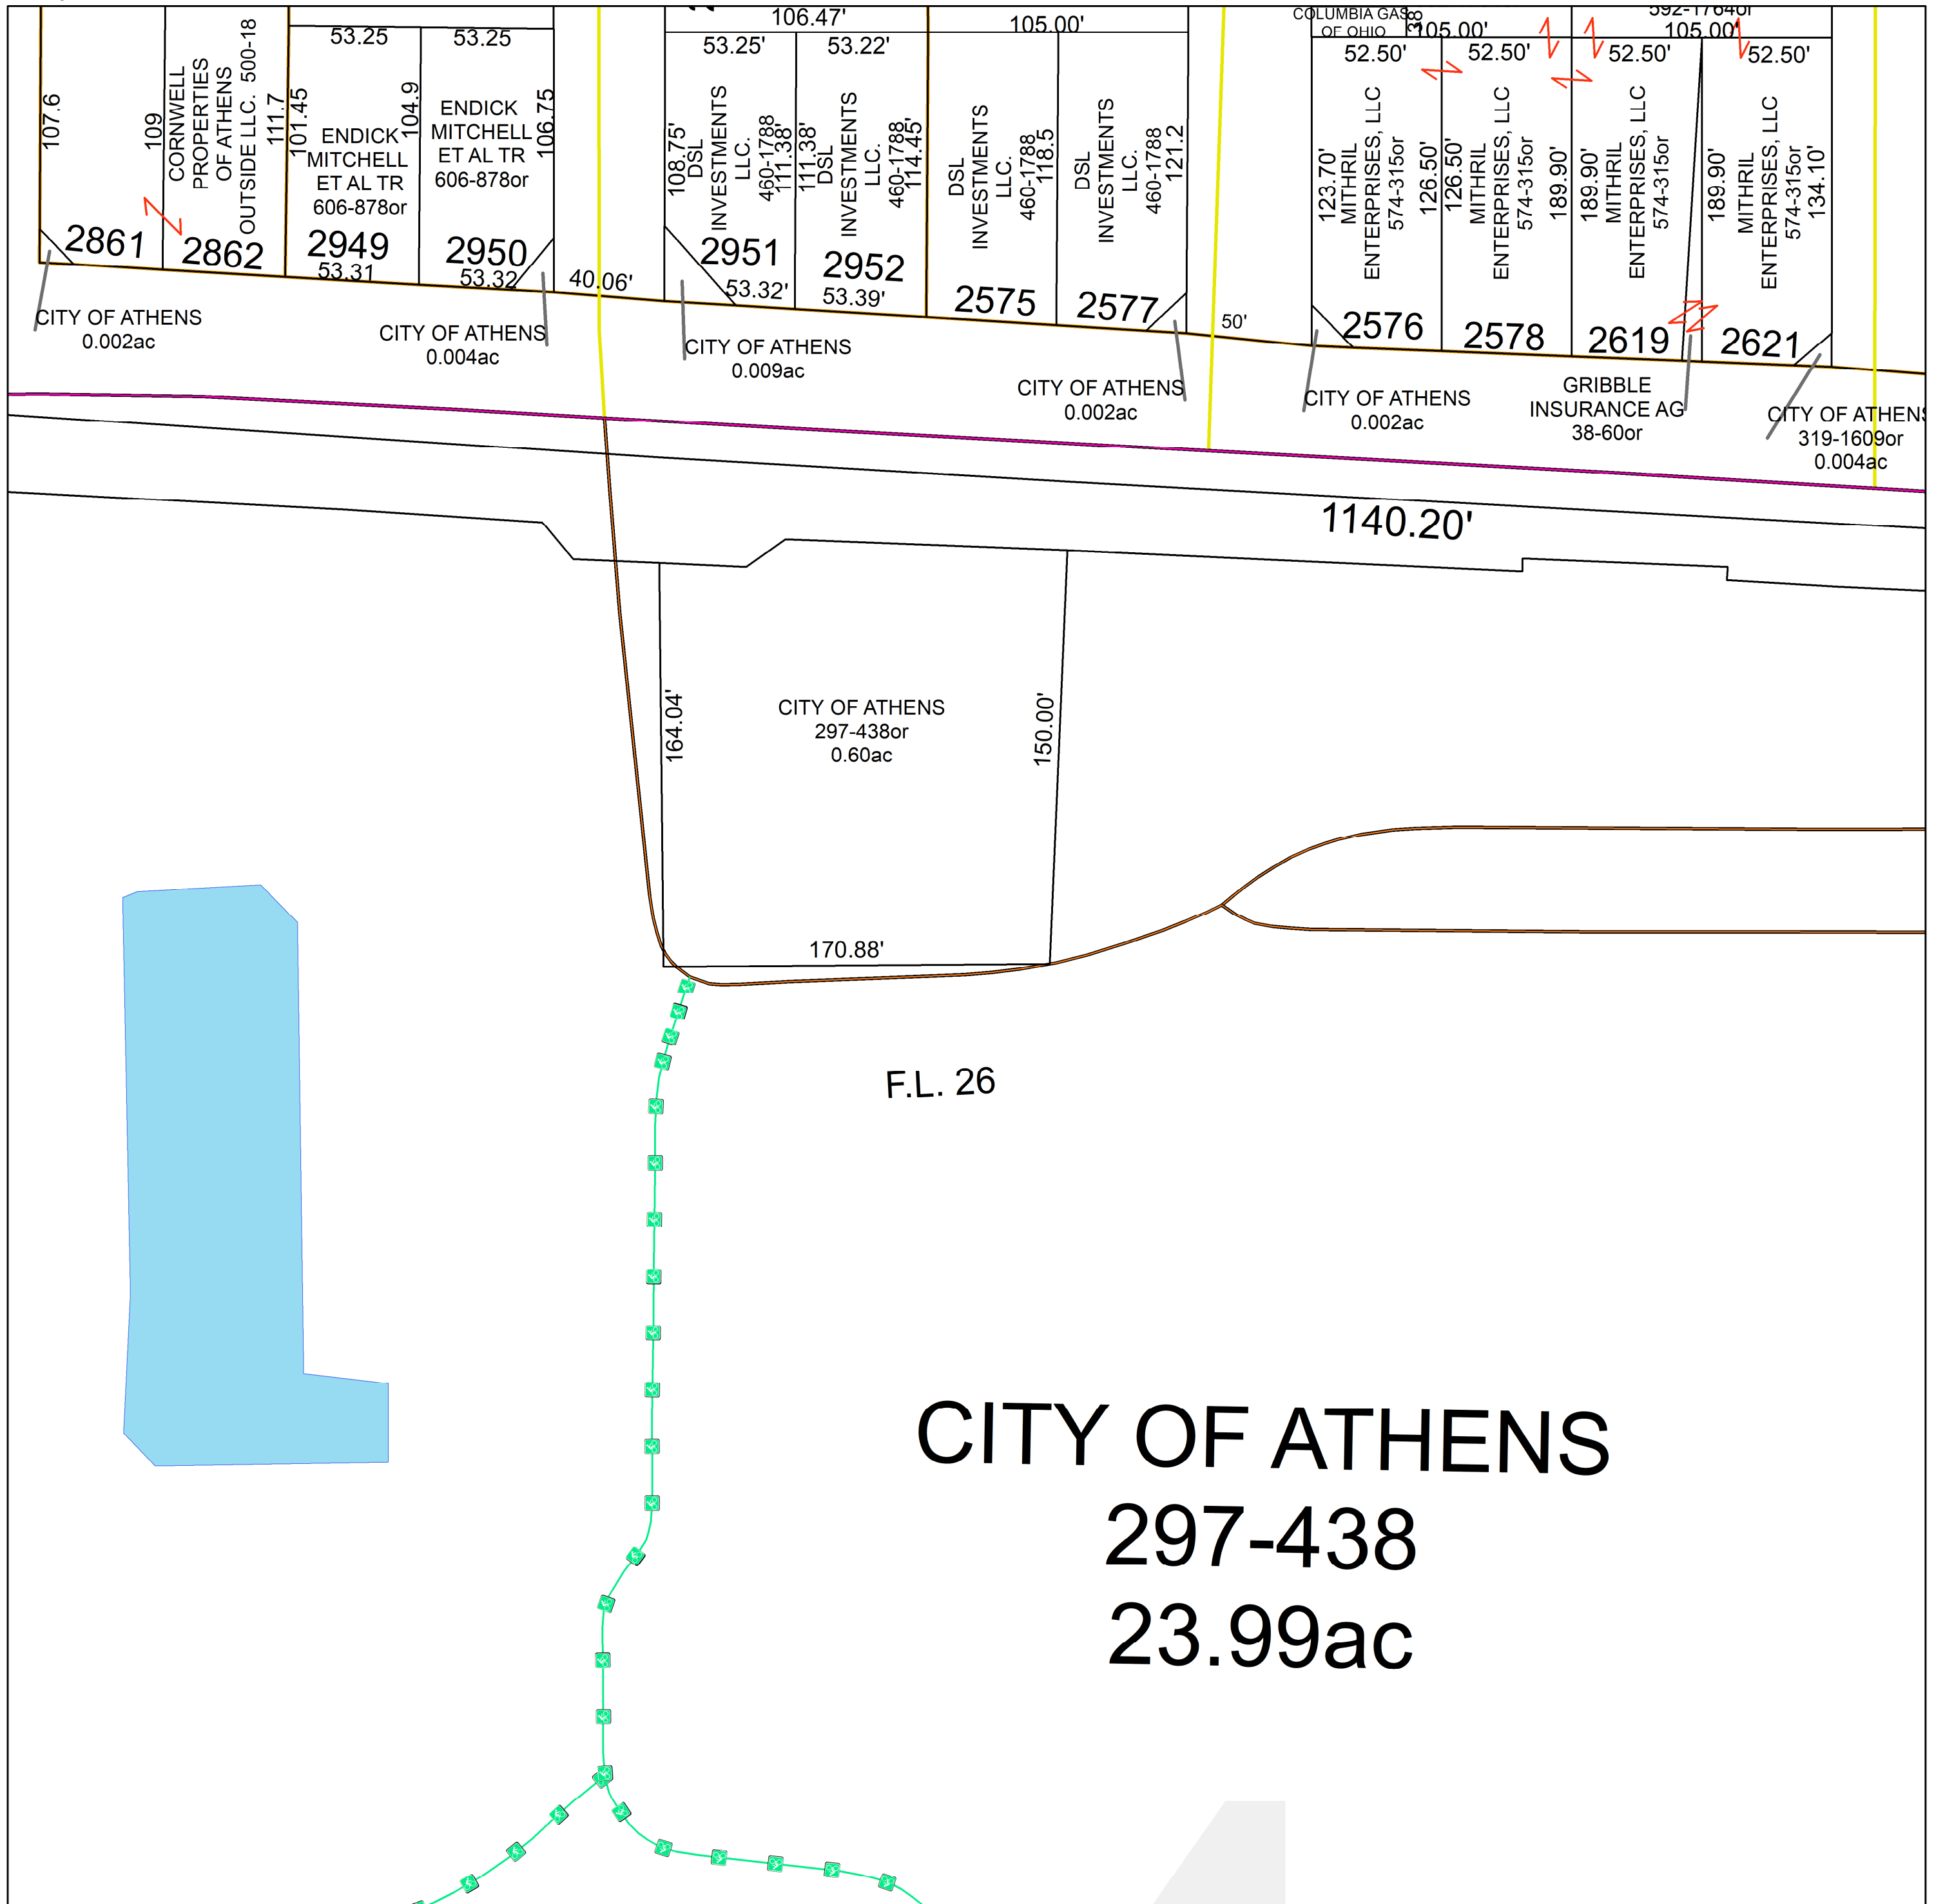 106.47'
105.00'
COLUMBIA GAS
OF OHIO
38
105.00'
592-1764or
105.00'
53.25
53.25
53.25'
53.22'
52.50'
52.50'
52.50'
52.50'
107.6
109
CORNWELL
PROPERTIES
OF ATHENS
OUTSIDE LLC. 500-18
111.7
101.45
ENDICK
MITCHELL
ET AL TR
606-878or
104.9
ENDICK
MITCHELL
ET AL TR
606-878or
106.75
108.75'
DSL
INVESTMENTS
LLC.
460-1788
111.38'
111.38'
DSL
INVESTMENTS
LLC.
460-1788
114.45'
DSL
INVESTMENTS
LLC.
460-1788
118.5
DSL
INVESTMENTS
LLC.
460-1788
121.2
123.70'
MITHRIL
ENTERPRISES, LLC
574-315or
126.50'
126.50'
MITHRIL
ENTERPRISES, LLC
574-315or
189.90'
189.90'
MITHRIL
ENTERPRISES, LLC
574-315or
189.90'
MITHRIL
ENTERPRISES, LLC
574-315or
134.10'
2861
2862
2949
2950
2951
2952
2575
2577
2576
2578
2619
2621
53.31
53.32
40.06'
53.32'
53.39'
50'
CITY OF ATHENS
0.002ac
CITY OF ATHENS
0.004ac
CITY OF ATHENS
0.009ac
CITY OF ATHENS
0.002ac
CITY OF ATHENS
0.002ac
GRIBBLE
INSURANCE AG
38-60or
CITY OF ATHENS
319-1609or
0.004ac
1140.20'
164.04'
CITY OF ATHENS
297-438or
0.60ac
150.00'
170.88'
F.L. 26
CITY OF ATHENS
297-438
23.99ac